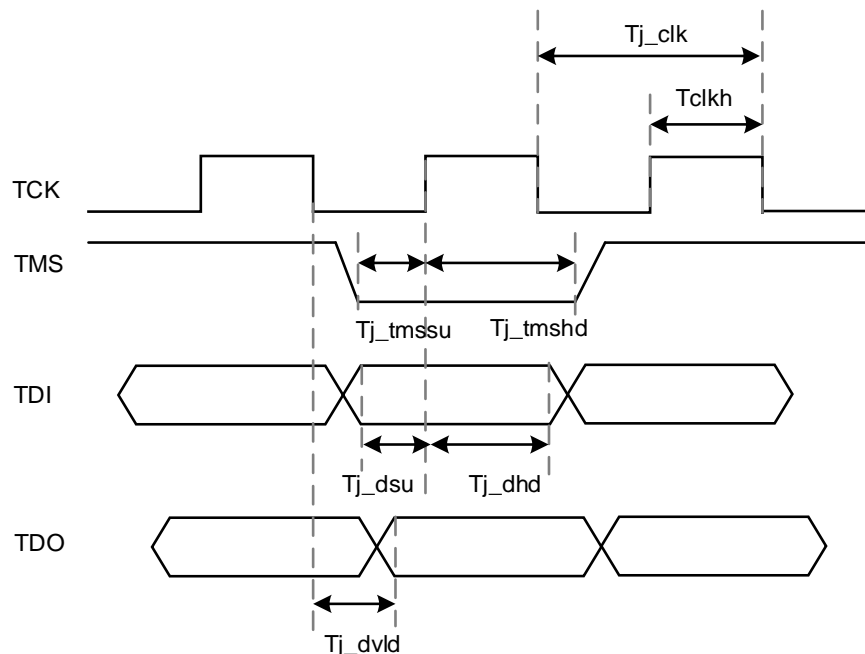 Tj_clk
Tclkh
TCK
TMS
Tj_tmssu
Tj_tmshd
TDI
Tj_dsu
Tj_dhd
TDO
Tj_dvld